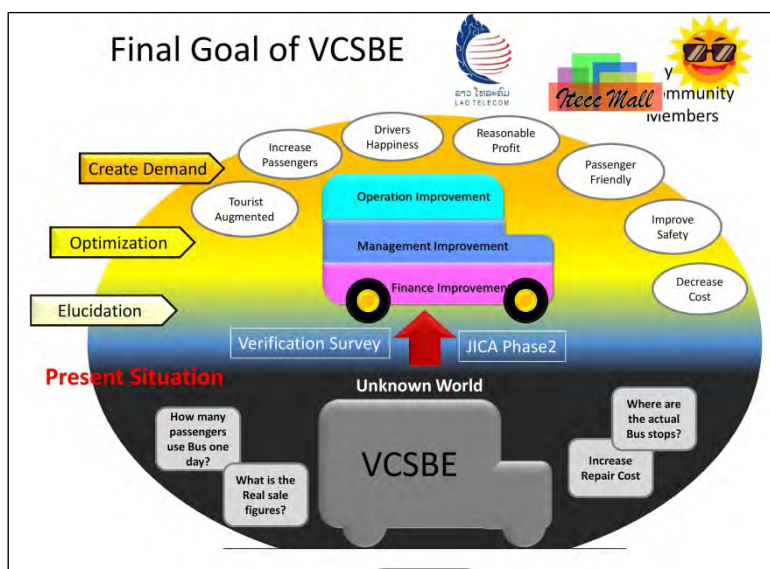 Final Goal of VCSBE
ລາວ ໂທລະຄົມ
LAO TELECOM
Itecc Mall
y
ommunity
Members
Drivers
Happiness
Reasonable
Profit
Increase
Passengers
Passenger
Friendly
Create Demand
Tourist
Augmented
Operation Improvement
Improve
Safety
Optimization
Management Improvement
Decrease
Cost
Finance Improvement
Elucidation
Verification Survey
JICA Phase2
Present Situation
Unknown World
How many
passengers
use Bus one
day?
Where are
the actual
Bus stops?
VCSBE
What is the
Real sale
figures?
Increase
Repair Cost